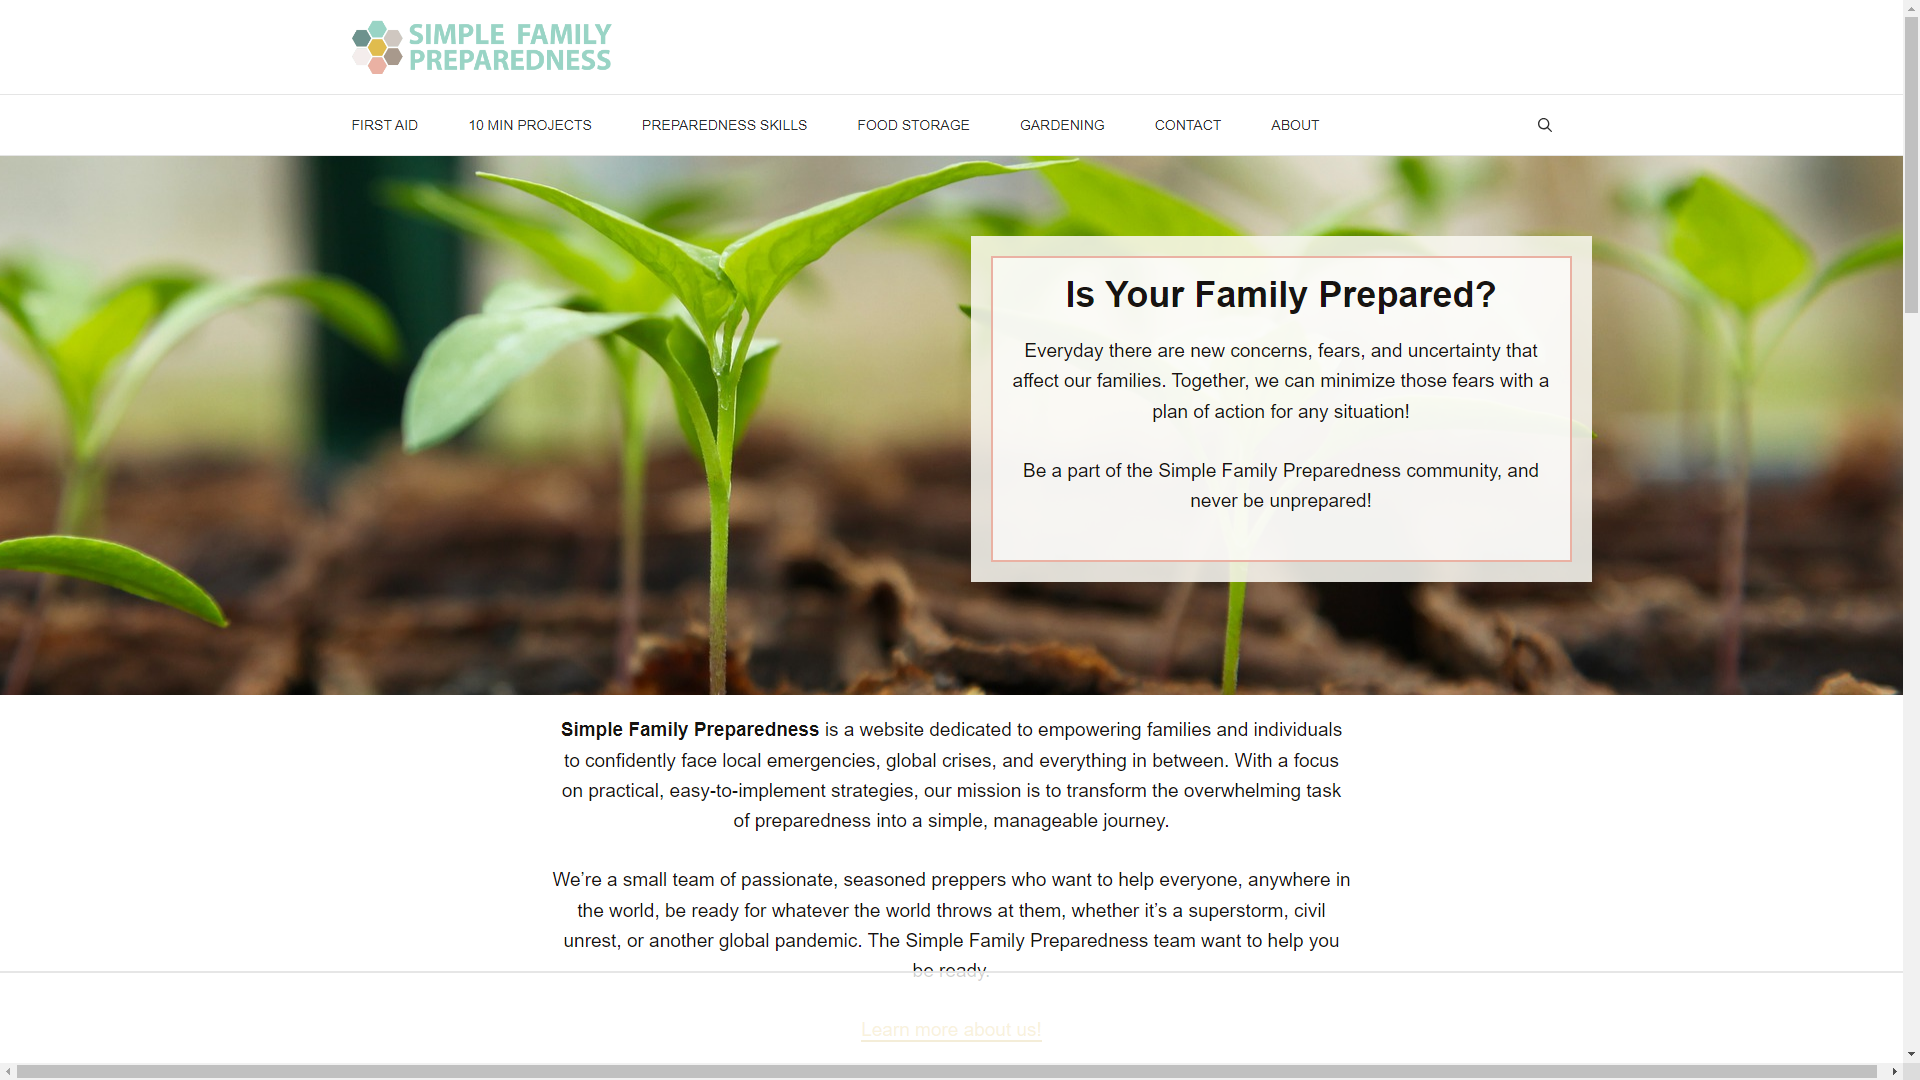 SIMPLE FAMILY
PREPAREDNESS
FIRST AID
10 MIN PROJECTS
PREPAREDNESS SKILLS
FOOD STORAGE
GARDENING
CONTACT
ABOUT
Is Your Family Prepared?
Everyday there are new concerns, fears, and uncertainty that
affect our families. Together, we can minimize those fears with a
plan of action for any situation!
Be a part of the Simple Family Preparedness community, and
never be unprepared!
Simple Family Preparedness is a website dedicated to empowering families and individuals
to confidently face local emergencies, global crises, and everything in between. With a focus
on practical, easy-to-implement strategies, our mission is to transform the overwhelming task
of preparedness into a simple, manageable journey.
We’re a small team of passionate, seasoned preppers who want to help everyone, anywhere in
the world, be ready for whatever the world throws at them, whether it’s a superstorm, civil
unrest, or another global pandemic. The Simple Family Preparedness team want to help you
be ready.
Learn more about us!